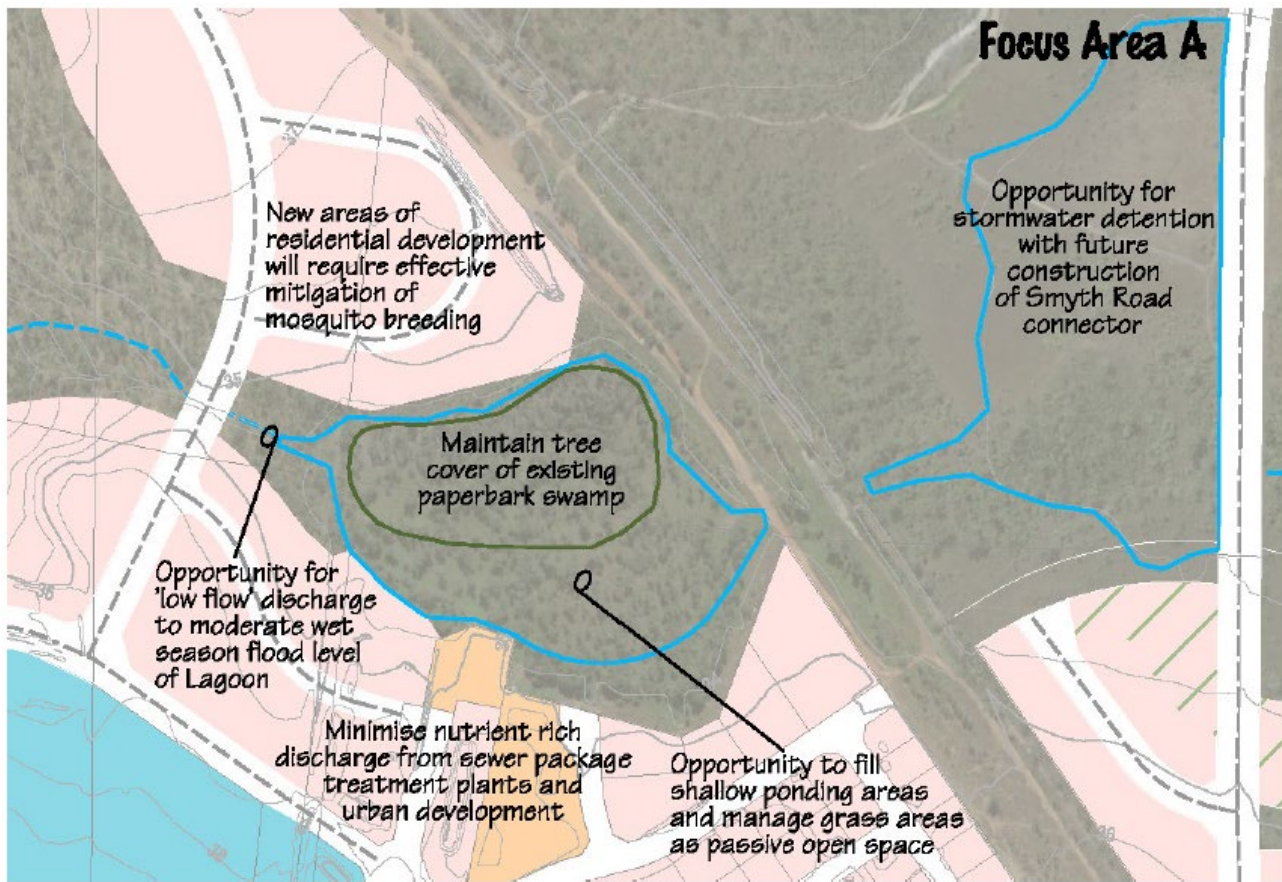 Focus Area A
New areas of
residential development
will require effective
mitigation of
mosquito breeding
Opportunity for
stormwater detention
with future
construction
of Smyth Road
connector
Maintain tree
cover of existing
paperbark swamp
Opportunity for
'low flow' discharge
to moderate wet
season flood level
of Lagoon
Minimise nutrient rich
discharge from sewer package
treatment plants and
urban development
Opportunity to fill
shallow ponding areas
and manage grass areas
as passive open space
35
36